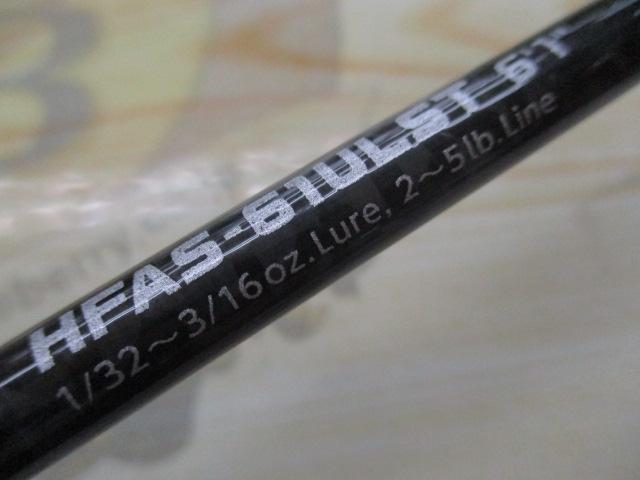 HFAS-61ULST 6'1"
1/32~3/16oz.Lure, 2~5lb.Line